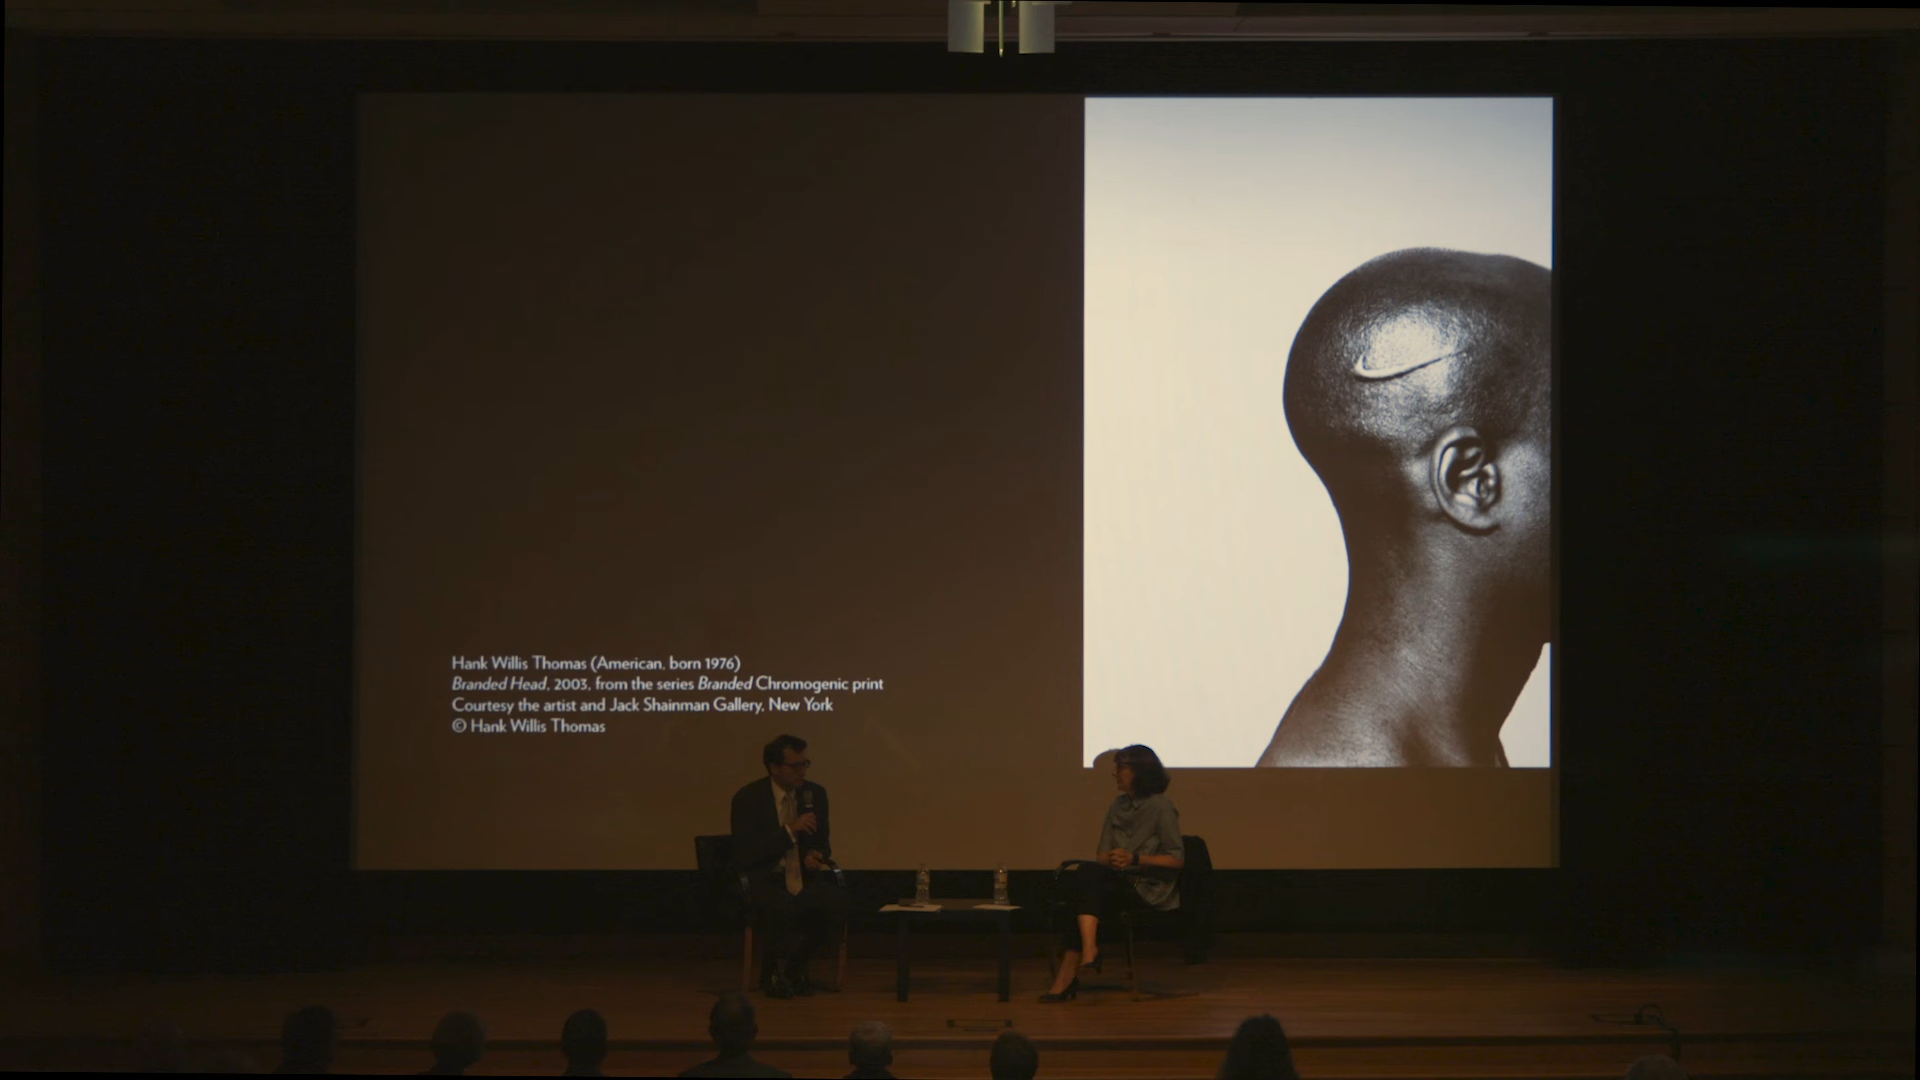 Hank Willis Thomas (American, born 1976)
Branded Head, 2003, from the series Branded Chromogenic print
Courtesy the artist and Jack Shainman Gallery, New York
© Hank Willis Thomas